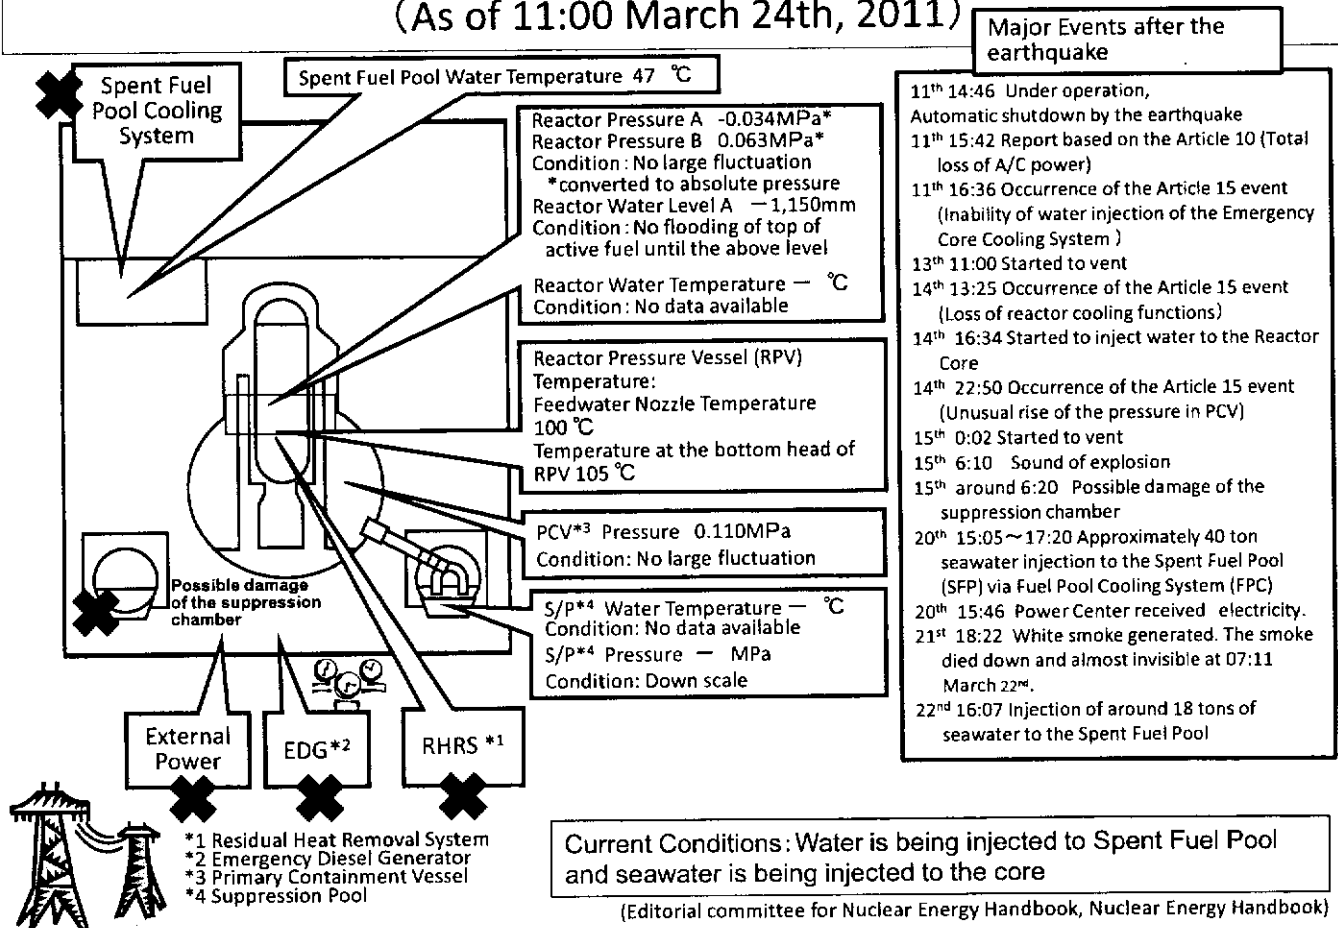 (As of 11:00 March 24th, 2011)
Major Events after the
earthquake
Spent Fuel
Pool Cooling
System
Spent Fuel Pool Water Temperature 47 ℃
Reactor Pressure A -0.034MPa*
Reactor Pressure B 0.063MPa*
Condition : No large fluctuation
*converted to absolute pressure
Reactor Water Level A －1,150mm
Condition : No flooding of top of
active fuel until the above level
Reactor Water Temperature － ℃
Condition : No data available
Reactor Pressure Vessel (RPV)
Temperature:
Feedwater Nozzle Temperature
100 ℃
Temperature at the bottom head of
RPV 105 ℃
PCV*3 Pressure 0.110MPa
Condition: No large fluctuation
S/P*4 Water Temperature － ℃
Condition: No data available
S/P*4 Pressure － MPa
Condition: Down scale
Possible damage
of the suppression
chamber
External
Power
EDG*2
RHRS *1
*1 Residual Heat Removal System
*2 Emergency Diesel Generator
*3 Primary Containment Vessel
*4 Suppression Pool
11th 14:46 Under operation,
Automatic shutdown by the earthquake
11th 15:42 Report based on the Article 10 (Total
loss of A/C power)
11th 16:36 Occurrence of the Article 15 event
(Inability of water injection of the Emergency
Core Cooling System )
13th 11:00 Started to vent
14th 13:25 Occurrence of the Article 15 event
(Loss of reactor cooling functions)
14th 16:34 Started to inject water to the Reactor
Core
14th 22:50 Occurrence of the Article 15 event
(Unusual rise of the pressure in PCV)
15th 0:02 Started to vent
15th 6:10 Sound of explosion
15th around 6:20 Possible damage of the
suppression chamber
20th 15:05～17:20 Approximately 40 ton
seawater injection to the Spent Fuel Pool
(SFP) via Fuel Pool Cooling System (FPC)
20th 15:46 Power Center received electricity.
21st 18:22 White smoke generated. The smoke
died down and almost invisible at 07:11
March 22nd.
22nd 16:07 Injection of around 18 tons of
seawater to the Spent Fuel Pool
Current Conditions : Water is being injected to Spent Fuel Pool
and seawater is being injected to the core
(Editorial committee for Nuclear Energy Handbook, Nuclear Energy Handbook)